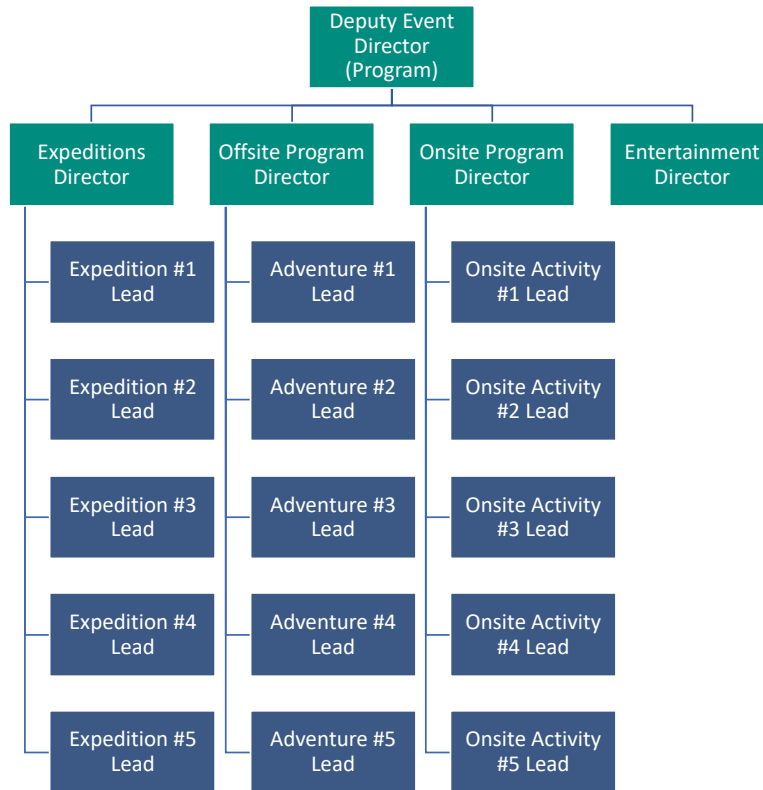 Deputy Event
Director
(Program)
Expeditions
Director
Offsite Program
Director
Onsite Program
Director
Entertainment
Director
Expedition #1
Lead
Adventure #1
Lead
Onsite Activity
#1 Lead
Expedition #2
Lead
Adventure #2
Lead
Onsite Activity
#2 Lead
Expedition #3
Lead
Adventure #3
Lead
Onsite Activity
#3 Lead
Expedition #4
Lead
Adventure #4
Lead
Onsite Activity
#4 Lead
Expedition #5
Lead
Adventure #5
Lead
Onsite Activity
#5 Lead